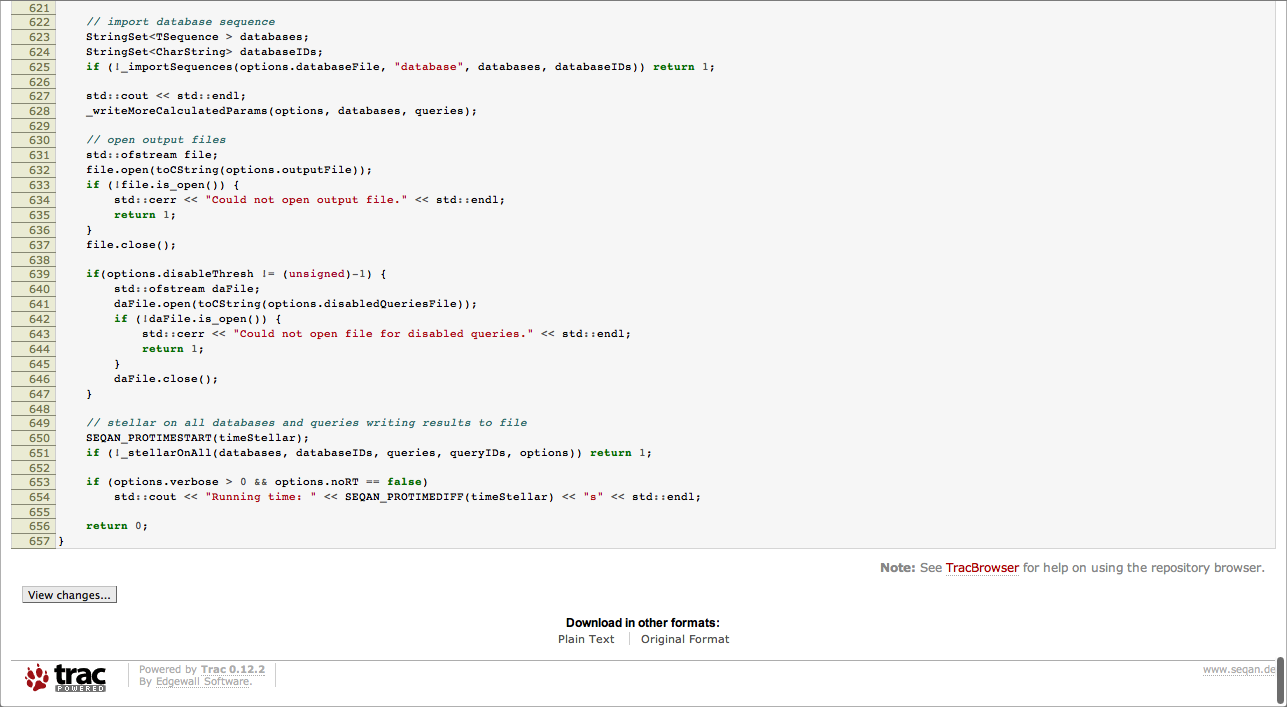 621
622 // import database sequence
623 StringSet<TSequence > databases;
624 StringSet<CharString> databaseIDs;
625 if (!_importSequences(options.databaseFile, "database", databases, databaseIDs)) return 1;
626
627 std::cout << std::endl;
628 _writeMoreCalculatedParams(options, databases, queries);
629
630 // open output files
631 std::ofstream file;
632 file.open(toCString(options.outputFile));
633 if (!file.is_open()) {
634 std::cerr << "Could not open output file." << std::endl;
635 return 1;
636 }
637 file.close();
638
639 if(options.disableThresh != (unsigned)-1) {
640 std::ofstream daFile;
641 daFile.open(toCString(options.disabledQueriesFile));
642 if (!daFile.is_open()) {
643 std::cerr << "Could not open file for disabled queries." << std::endl;
644 return 1;
645 }
646 daFile.close();
647 }
648
649 // stellar on all databases and queries writing results to file
650 SEQAN_PROTIMESTART(timeStellar);
651 if (!_stellarOnAll(databases, databaseIDs, queries, queryIDs, options)) return 1;
652
653 if (options.verbose > 0 && options.noRT == false)
654 std::cout << "Running time: " << SEQAN_PROTIMEDIFF(timeStellar) << "s" << std::endl;
655
656 return 0;
657 }
Note: See TracBrowser for help on using the repository browser.
View changes...
Download in other formats:
Plain Text Original Format
trac POWERED
Powered by Trac 0.12.2
By Edgewall Software.
www.seqan.de